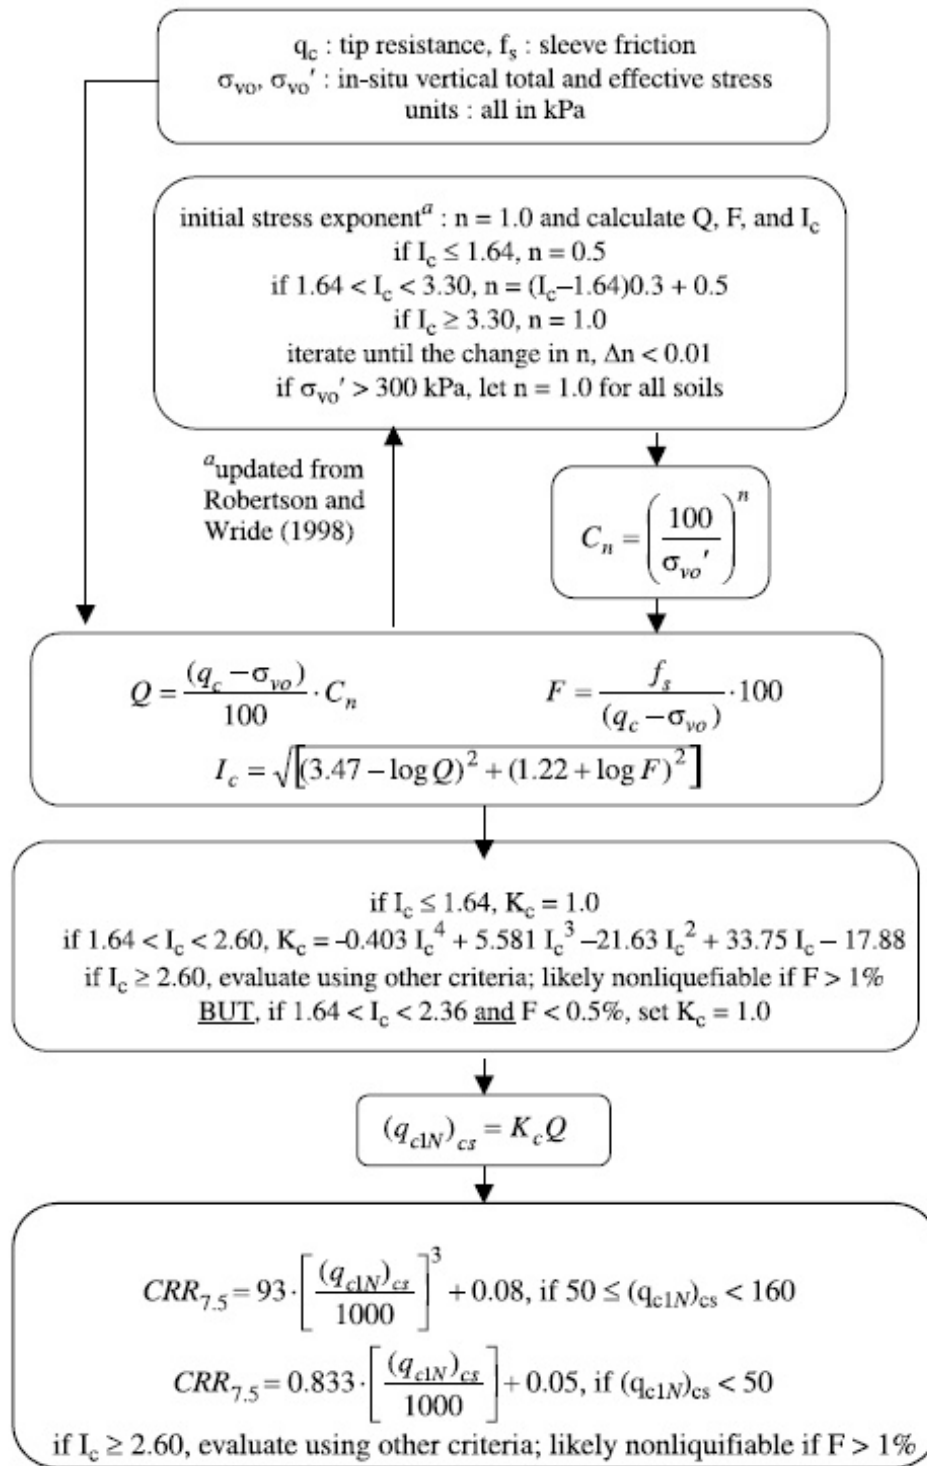 q_c : tip resistance, f_s : sleeve friction
σ_vo, σ_vo′ : in-situ vertical total and effective stress
units : all in kPa
initial stress exponent^a : n = 1.0 and calculate Q, F, and I_c
if I_c ≤ 1.64, n = 0.5
if 1.64 < I_c < 3.30, n = (I_c–1.64)0.3 + 0.5
if I_c ≥ 3.30, n = 1.0
iterate until the change in n, Δn < 0.01
if σ_vo′ > 300 kPa, let n = 1.0 for all soils
^a updated from
Robertson and
Wride (1998)
C_n = (100 / σ_vo′)^n
Q = (q_c − σ_vo) / 100 · C_n
F = f_s / (q_c − σ_vo) · 100
I_c = √[(3.47 − log Q)^2 + (1.22 + log F)^2]
if I_c ≤ 1.64, K_c = 1.0
if 1.64 < I_c < 2.60, K_c = –0.403 I_c^4 + 5.581 I_c^3 –21.63 I_c^2 + 33.75 I_c – 17.88
if I_c ≥ 2.60, evaluate using other criteria; likely nonliquefiable if F > 1%
BUT, if 1.64 < I_c < 2.36 and F < 0.5%, set K_c = 1.0
(q_c1N)_cs = K_c Q
CRR_7.5 = 93 · [(q_c1N)_cs / 1000]^3 + 0.08, if 50 ≤ (q_c1N)_cs < 160
CRR_7.5 = 0.833 · [(q_c1N)_cs / 1000] + 0.05, if (q_c1N)_cs < 50
if I_c ≥ 2.60, evaluate using other criteria; likely nonliquifiable if F > 1%